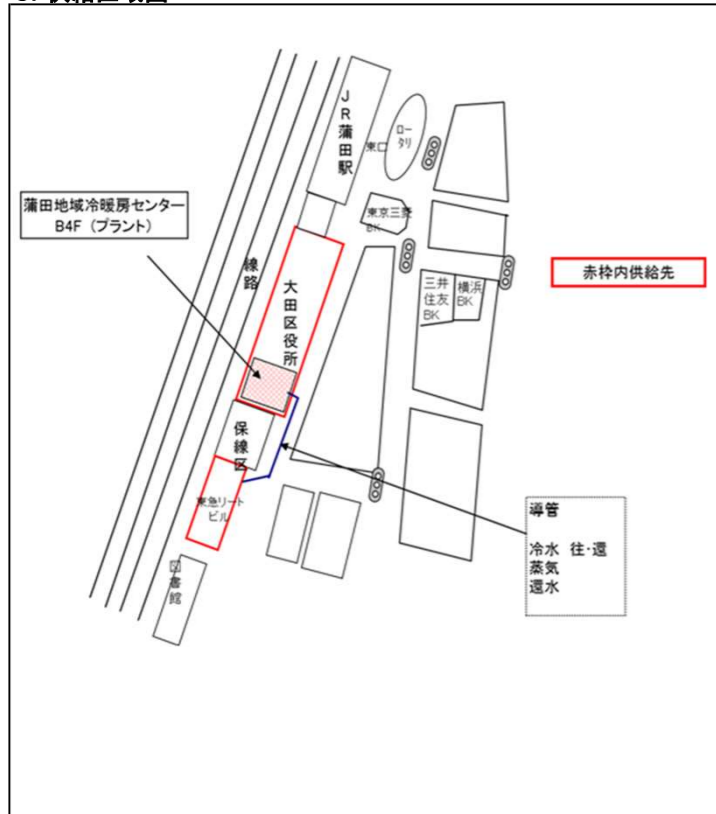 JR蒲田駅
ロータリ
東口
蒲田地域冷暖房センター
B4F（プラント）
東京三菱
BK
線路
大田区役所
三井
住友
BK
横浜
BK
赤枠内供給先
保線区
東急リート
ビル
導管
冷水　往・還
蒸気
還水
図書館